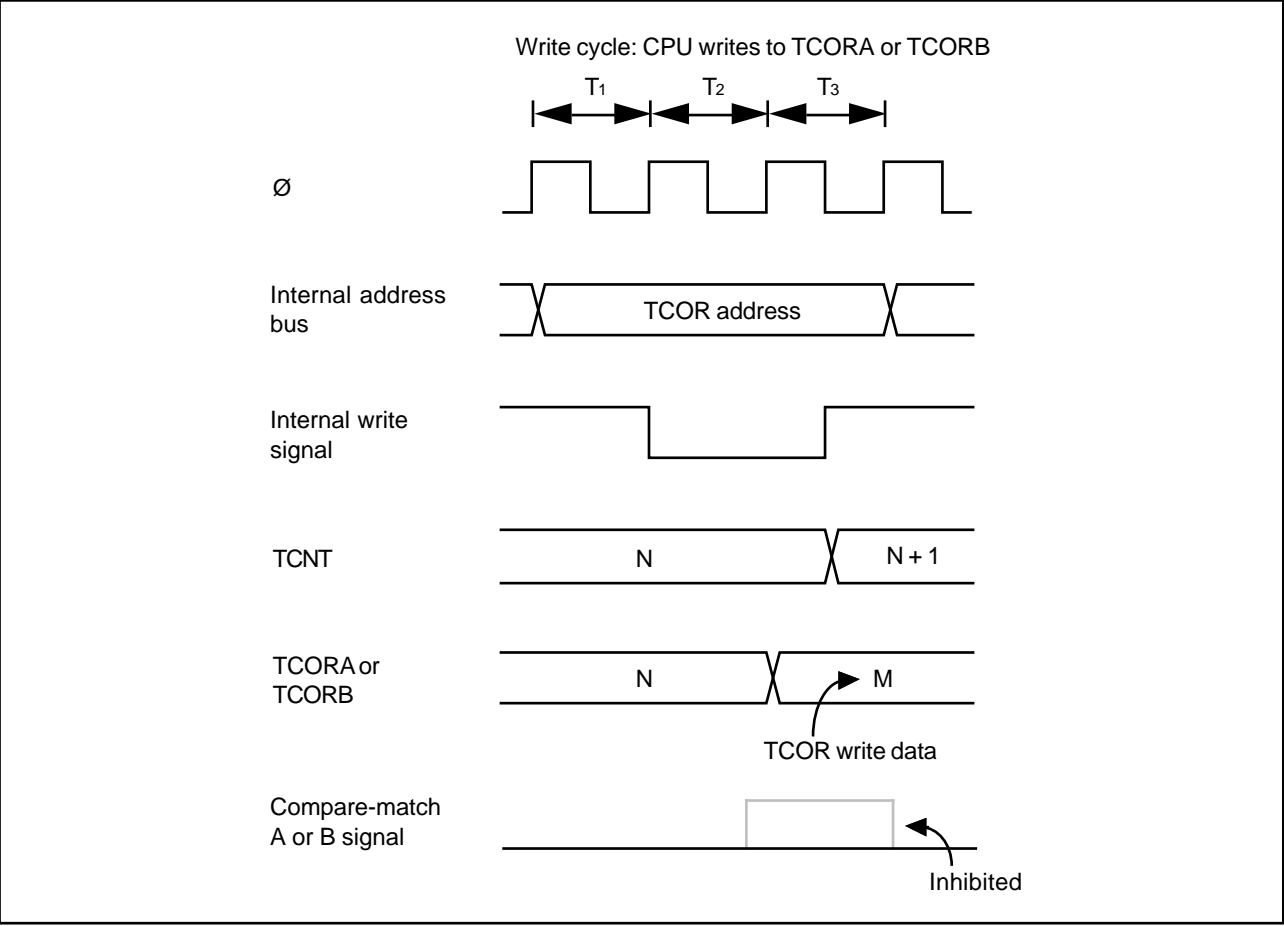 Write cycle: CPU writes to TCORA or TCORB
T1 T2 T3
Ø
Internal address
bus
TCOR address
Internal write
signal
TCNT
N
N + 1
TCORA or
TCORB
N
M
TCOR write data
Compare-match
A or B signal
Inhibited